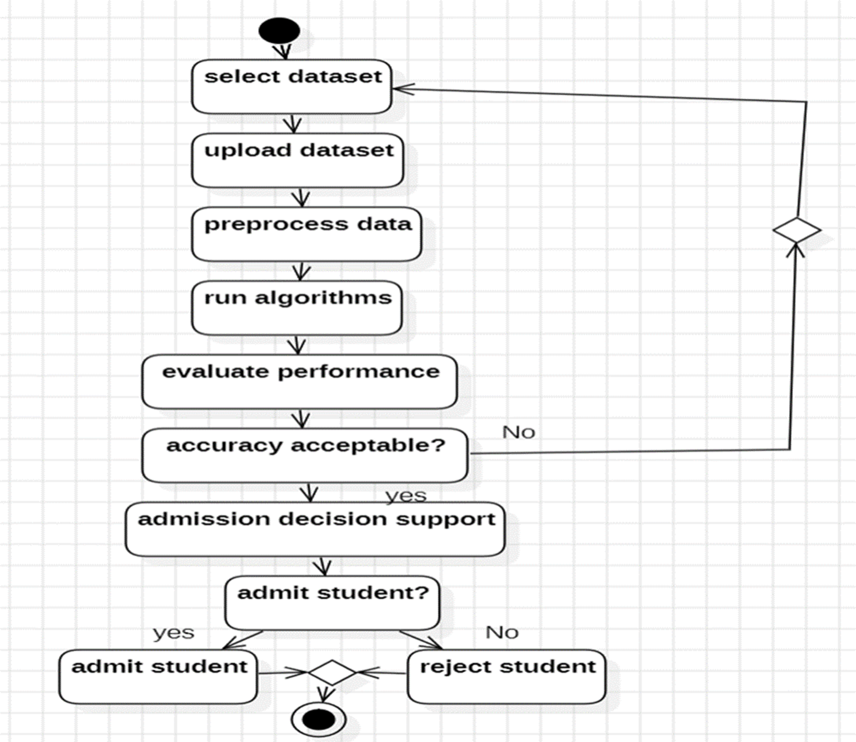 select dataset
upload dataset
preprocess data
run algorithms
evaluate performance
No
accuracy acceptable?
yes
admission decision support
admit student?
yes
No
admit student
reject student